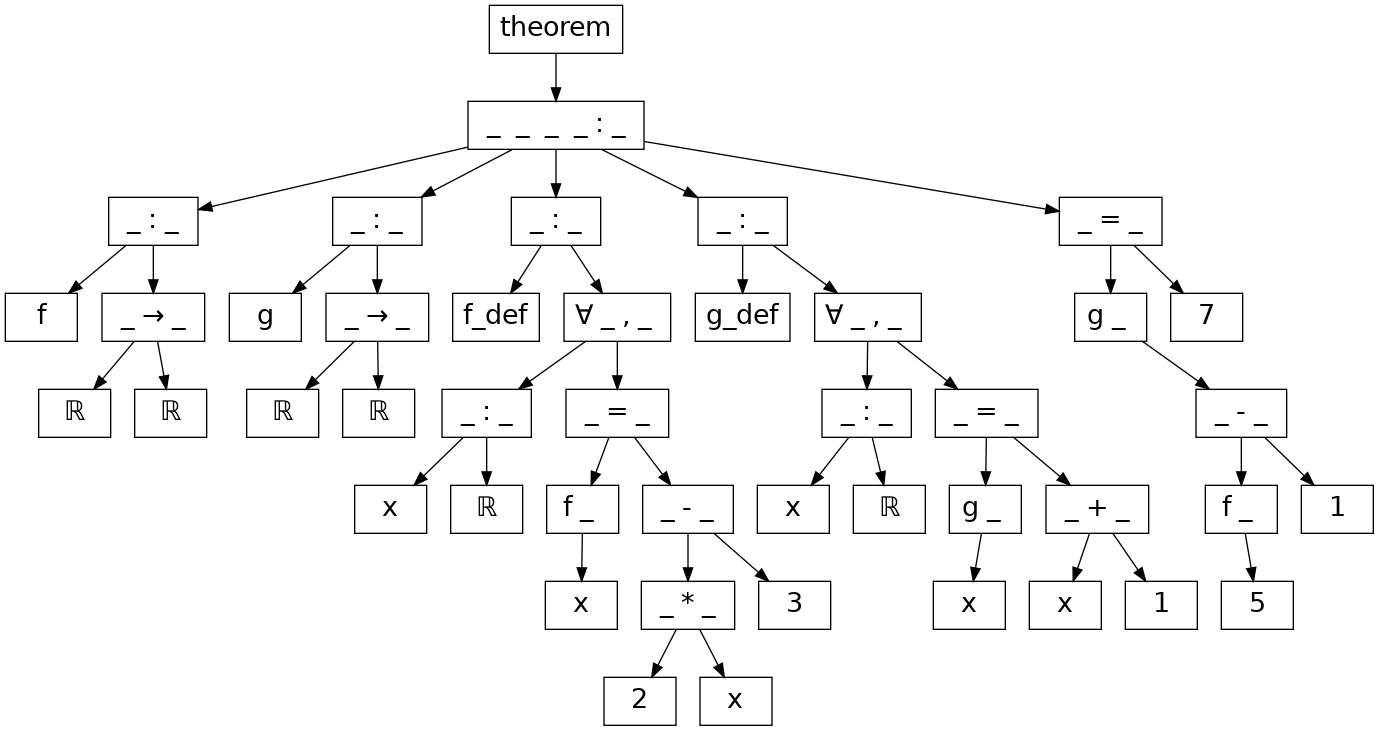 theorem
_ _ _ _ : _
_ : _ _ : _ _ : _ _ : _ _ = _
f _ → _ g _ → _ f_def ∀ _ , _ g_def ∀ _ , _ g _ 7
ℝ ℝ ℝ ℝ _ : _ _ = _ _ : _ _ = _ _ - _
x ℝ f _ _ - _ x ℝ g _ _ + _ f _ 1
x _ * _ 3 x x 1 5
2 x